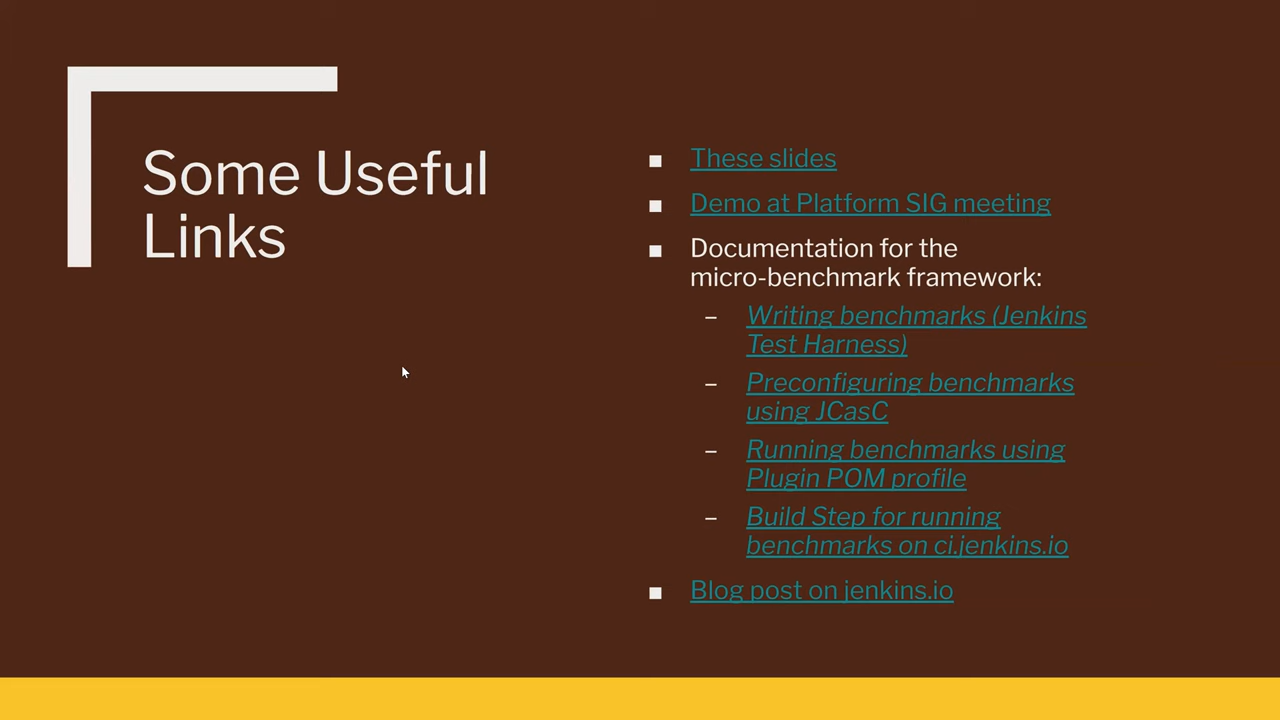 Some Useful
Links
■ These slides
■ Demo at Platform SIG meeting
■ Documentation for the
micro-benchmark framework:
– Writing benchmarks (Jenkins
Test Harness)
– Preconfiguring benchmarks
using JCasC
– Running benchmarks using
Plugin POM profile
– Build Step for running
benchmarks on ci.jenkins.io
■ Blog post on jenkins.io